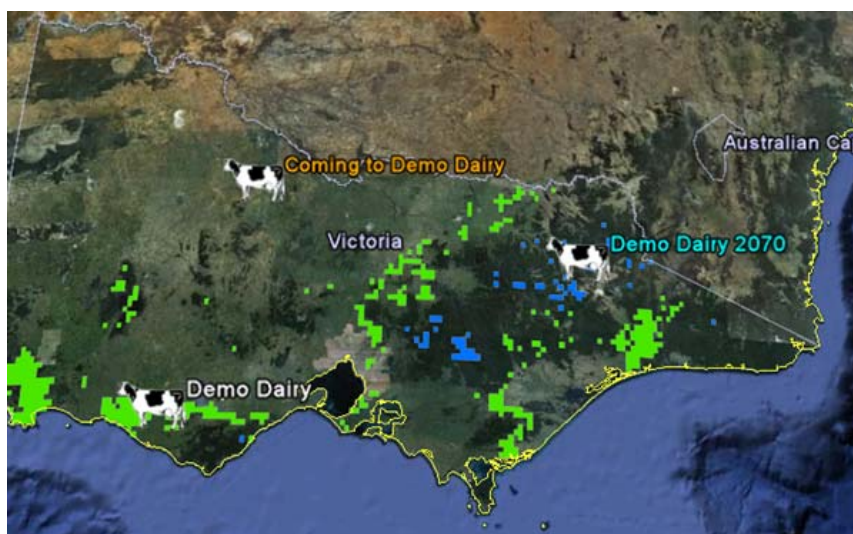 Australian Ca
Coming to Demo Dairy
Victoria
Demo Dairy 2070
Demo Dairy